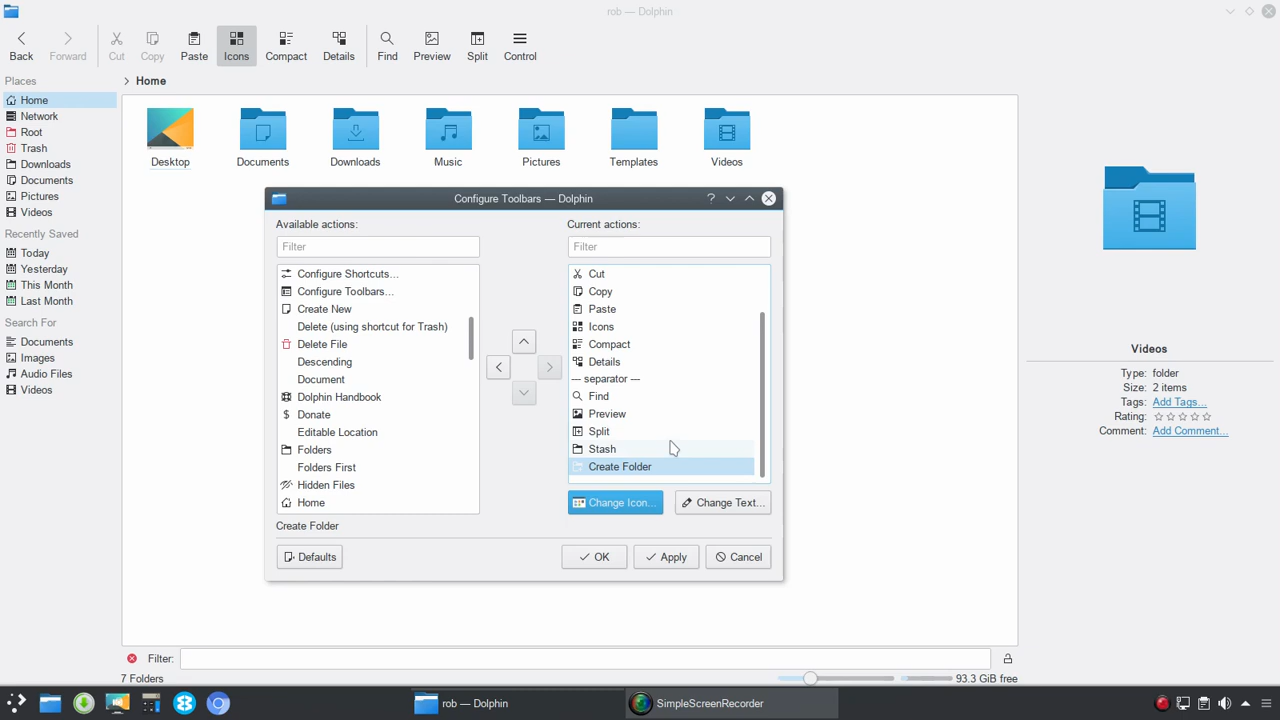 rob — Dolphin
Back Forward Cut Copy Paste Icons Compact Details Find Preview Split Control
Places
Home
Network
Root
Trash
Downloads
Documents
Pictures
Videos
Recently Saved
Today
Yesterday
This Month
Last Month
Search For
Documents
Images
Audio Files
Videos
> Home
Desktop Documents Downloads Music Pictures Templates Videos
Configure Toolbars — Dolphin
?
Available actions:
Filter
Configure Shortcuts...
Configure Toolbars...
Create New
Delete (using shortcut for Trash)
Delete File
Descending
Document
Dolphin Handbook
Donate
Editable Location
Folders
Folders First
Hidden Files
Home
Current actions:
Filter
Cut
Copy
Paste
Icons
Compact
Details
--- separator ---
Find
Preview
Split
Stash
Create Folder
Change Icon... Change Text...
Create Folder
Defaults OK Apply Cancel
Videos
Type: folder
Size: 2 items
Tags: Add Tags...
Rating:
Comment: Add Comment...
Filter:
7 Folders 93.3 GiB free
rob — Dolphin SimpleScreenRecorder